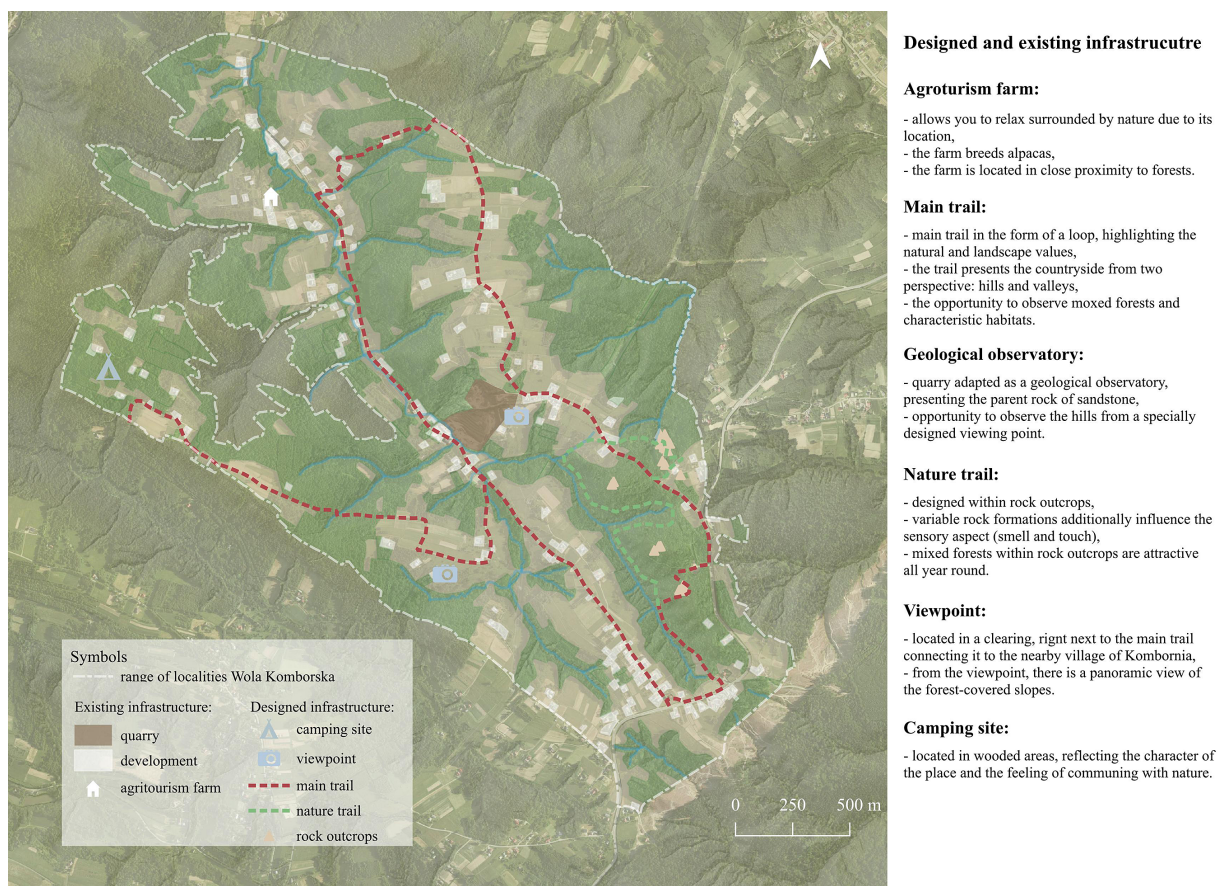 Designed and existing infrastrucutre
Agroturism farm:
- allows you to relax surrounded by nature due to its
location,
- the farm breeds alpacas,
- the farm is located in close proximity to forests.
Main trail:
- main trail in the form of a loop, highlighting the
natural and landscape values,
- the trail presents the countryside from two
perspective: hills and valleys,
- the opportunity to observe moxed forests and
characteristic habitats.
Geological observatory:
- quarry adapted as a geological observatory,
presenting the parent rock of sandstone,
- opportunity to observe the hills from a specially
designed viewing point.
Nature trail:
- designed within rock outcrops,
- variable rock formations additionally influence the
sensory aspect (smell and touch),
- mixed forests within rock outcrops are attractive
all year round.
Viewpoint:
- located in a clearing, rignt next to the main trail
connecting it to the nearby village of Kombornia,
- from the viewpoint, there is a panoramic view of
the forest-covered slopes.
Camping site:
- located in wooded areas, reflecting the character of
the place and the feeling of communing with nature.
Symbols
range of localities Wola Komborska
Existing infrastructure:
quarry
development
agritourism farm
Designed infrastructure:
camping site
viewpoint
main trail
nature trail
rock outcrops
0 250 500 m